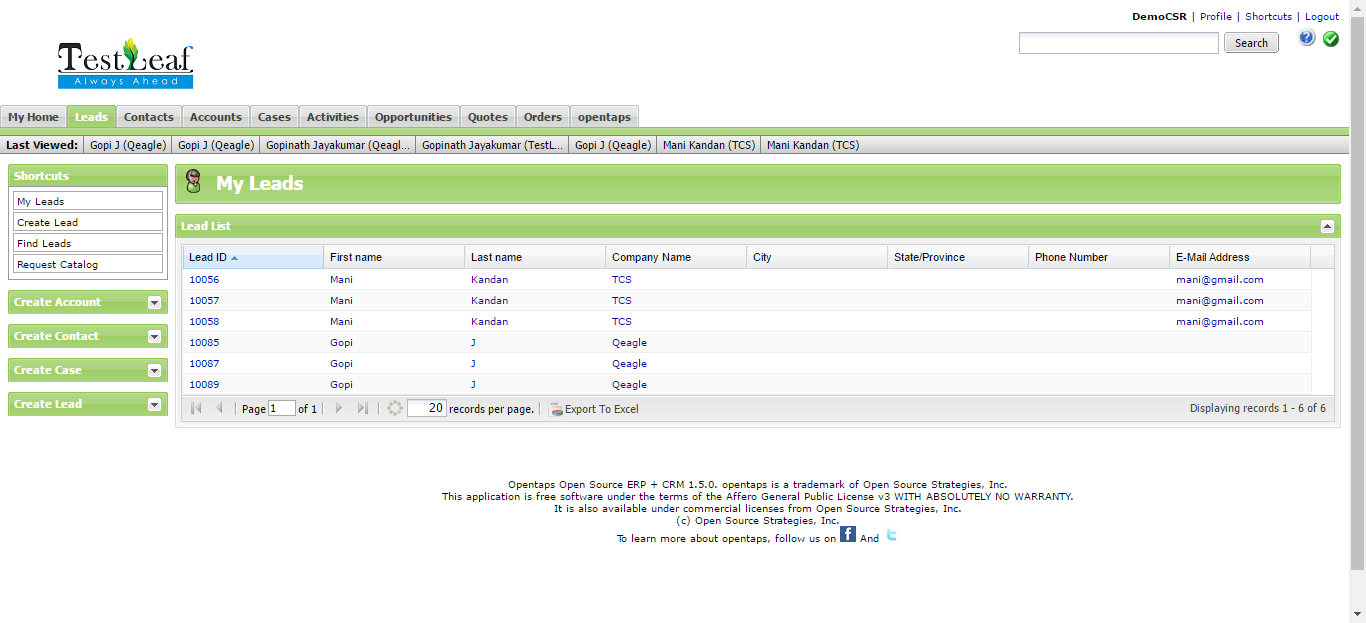 DemoCSR | Profile | Shortcuts | Logout
Search
TestLeaf
Always Ahead
My Home Leads Contacts Accounts Cases Activities Opportunities Quotes Orders opentaps
Last Viewed: Gopi J (Qeagle) Gopi J (Qeagle) Gopinath Jayakumar (Qeagl... Gopinath Jayakumar (TestL... Gopi J (Qeagle) Mani Kandan (TCS) Mani Kandan (TCS)
Shortcuts
My Leads
Create Lead
Find Leads
Request Catalog
Create Account
Create Contact
Create Case
Create Lead
My Leads
Lead List
Lead ID First name Last name Company Name City State/Province Phone Number E-Mail Address
10056 Mani Kandan TCS mani@gmail.com
10057 Mani Kandan TCS mani@gmail.com
10058 Mani Kandan TCS mani@gmail.com
10085 Gopi J Qeagle
10087 Gopi J Qeagle
10089 Gopi J Qeagle
Page 1 of 1 20 records per page. Export To Excel Displaying records 1 - 6 of 6
Opentaps Open Source ERP + CRM 1.5.0. opentaps is a trademark of Open Source Strategies, Inc.
This application is free software under the terms of the Affero General Public License v3 WITH ABSOLUTELY NO WARRANTY.
It is also available under commercial licenses from Open Source Strategies, Inc.
(c) Open Source Strategies, Inc.
To learn more about opentaps, follow us on f And t